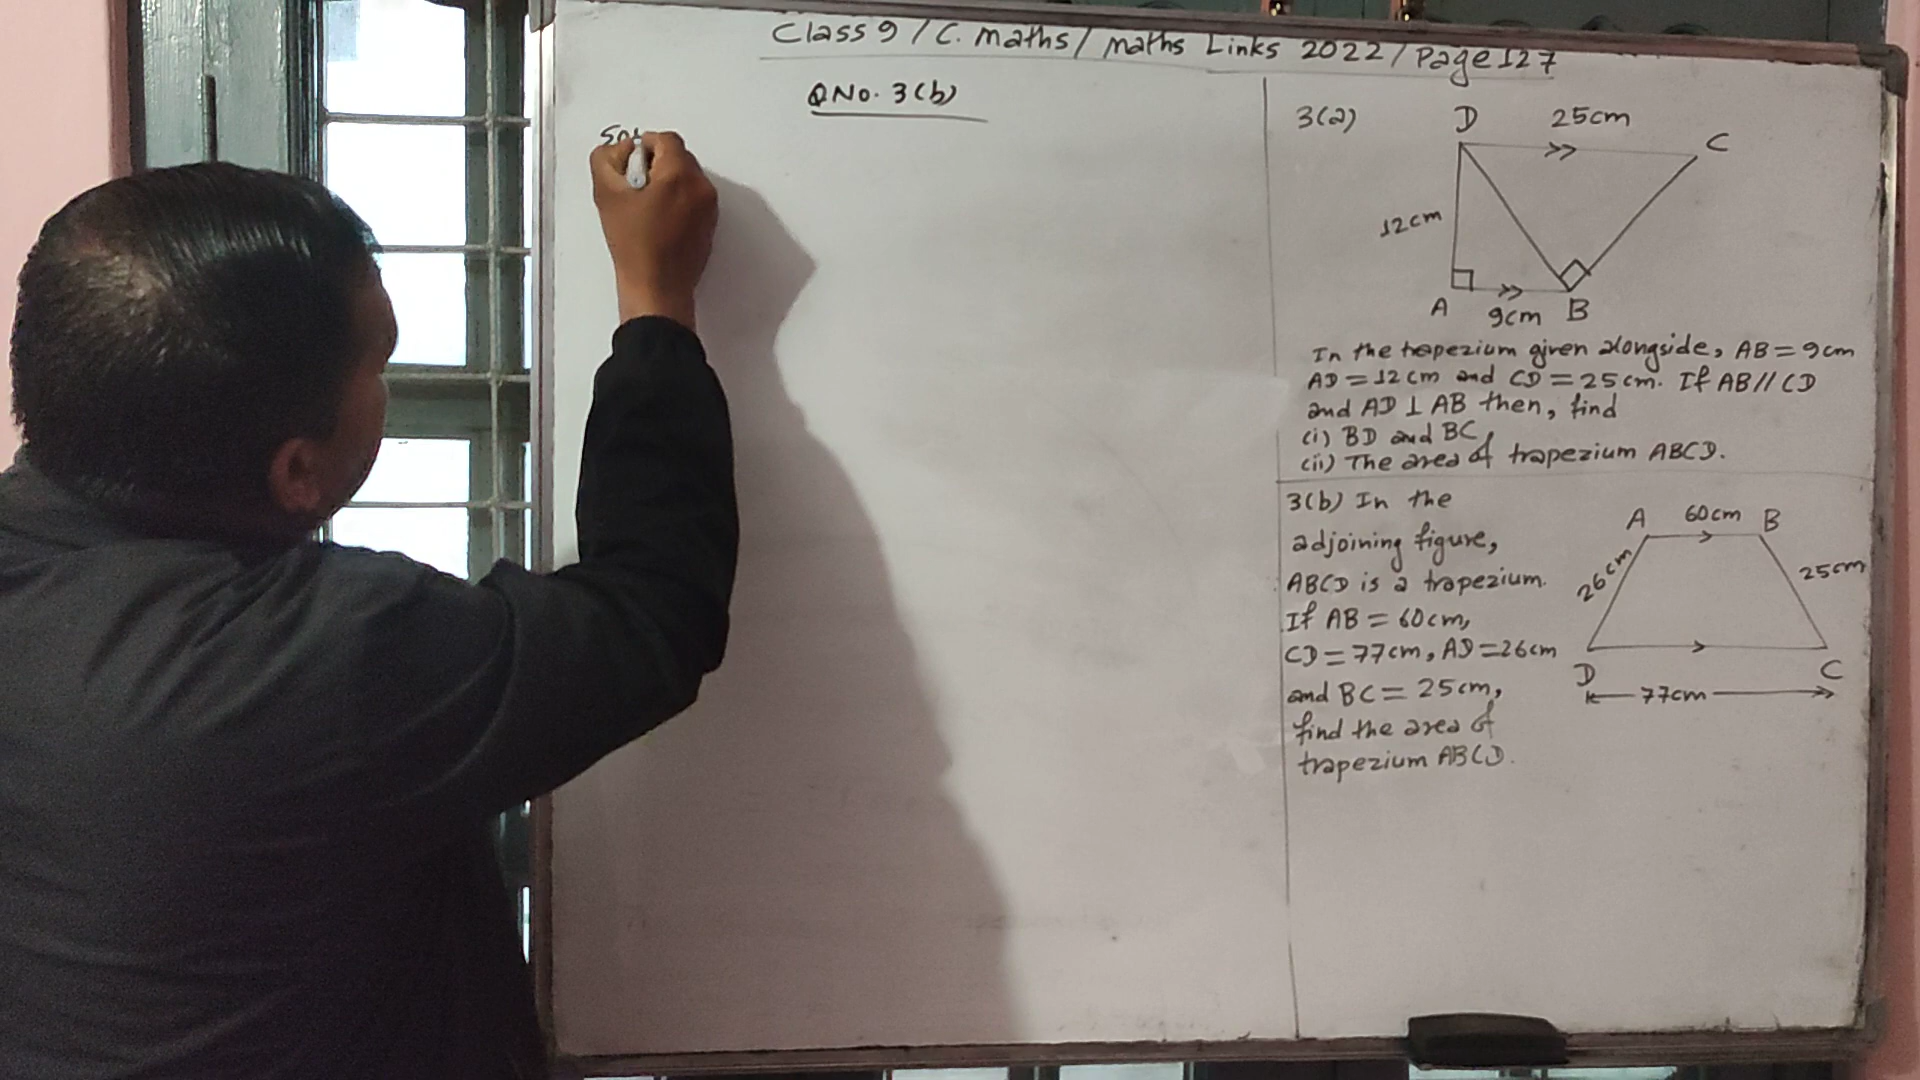 Class 9 / C. maths / maths Links 2022 / Page 127
Q No. 3(b)
3(a)
D
25cm
C
12cm
A
9cm
B
In the trapezium given alongside, AB = 9cm
AD = 12cm and CD = 25cm. If AB // CD
and AD ⊥ AB then, find
(i) BD and BC
(ii) The area of trapezium ABCD.
3(b) In the
adjoining figure,
ABCD is a trapezium.
If AB = 60cm,
CD = 77cm, AD = 26cm
and BC = 25cm,
find the area of
trapezium ABCD.
A
60cm
B
26cm
25cm
D
C
77cm